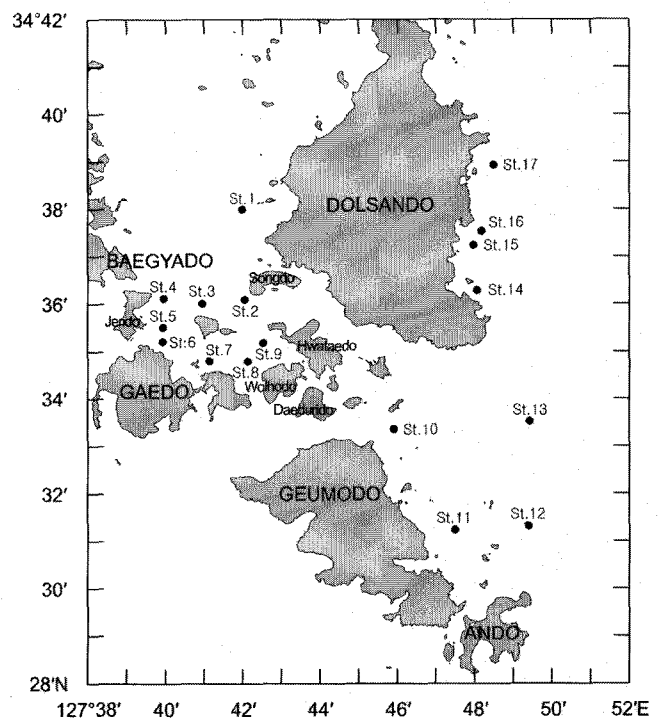 34°42′
40′
St.17
St.1
38′
DOLSANDO
St.16
St.15
BAEGYADO
Songdo
St.4
St.3
St.14
36′
St.2
Jerido
St.5
St.6
St.9
Hwataedo
St.7
St.8
GAEDO
Wolhodo
34′
Daedurido
St.13
St.10
32′
GEUMODO
St.11
St.12
30′
ANDO
28′N
127°38′
40′
42′
44′
46′
48′
50′
52′E